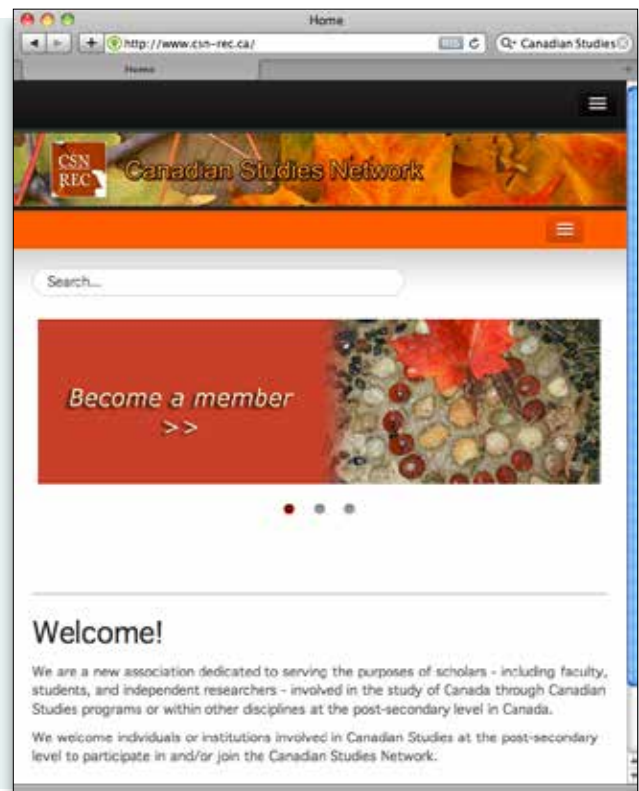 Home
http://www.csn-rec.ca/
RSS
Canadian Studies
Home
CSN
REC
Canadian Studies Network
Search...
Become a member
>>
Welcome!
We are a new association dedicated to serving the purposes of scholars - including faculty,
students, and independent researchers - involved in the study of Canada through Canadian
Studies programs or within other disciplines at the post-secondary level in Canada.
We welcome individuals or institutions involved in Canadian Studies at the post-secondary
level to participate in and/or join the Canadian Studies Network.